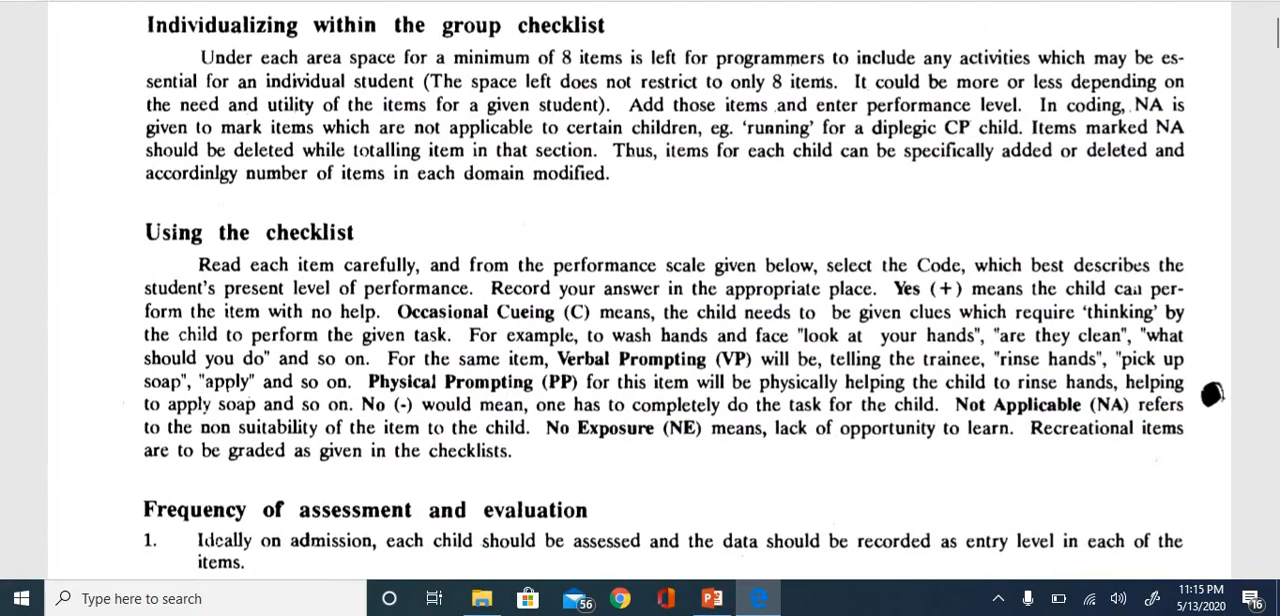 Individualizing within the group checklist
Under each area space for a minimum of 8 items is left for programmers to include any activities which may be es-
sential for an individual student (The space left does not restrict to only 8 items. It could be more or less depending on
the need and utility of the items for a given student). Add those items and enter performance level. In coding, NA is
given to mark items which are not applicable to certain children, eg. 'running' for a diplegic CP child. Items marked NA
should be deleted while totalling item in that section. Thus, items for each child can be specifically added or deleted and
accordinlgy number of items in each domain modified.
Using the checklist
Read each item carefully, and from the performance scale given below, select the Code, which best describes the
student's present level of performance. Record your answer in the appropriate place. Yes (+) means the child can per-
form the item with no help. Occasional Cueing (C) means, the child needs to be given clues which require 'thinking' by
the child to perform the given task. For example, to wash hands and face "look at your hands", "are they clean", "what
should you do" and so on. For the same item, Verbal Prompting (VP) will be, telling the trainee, "rinse hands", "pick up
soap", "apply" and so on. Physical Prompting (PP) for this item will be physically helping the child to rinse hands, helping
to apply soap and so on. No (-) would mean, one has to completely do the task for the child. Not Applicable (NA) refers
to the non suitability of the item to the child. No Exposure (NE) means, lack of opportunity to learn. Recreational items
are to be graded as given in the checklists.
Frequency of assessment and evaluation
1. Ideally on admission, each child should be assessed and the data should be recorded as entry level in each of the
items.
Type here to search
56
11:15 PM
5/13/2020
16